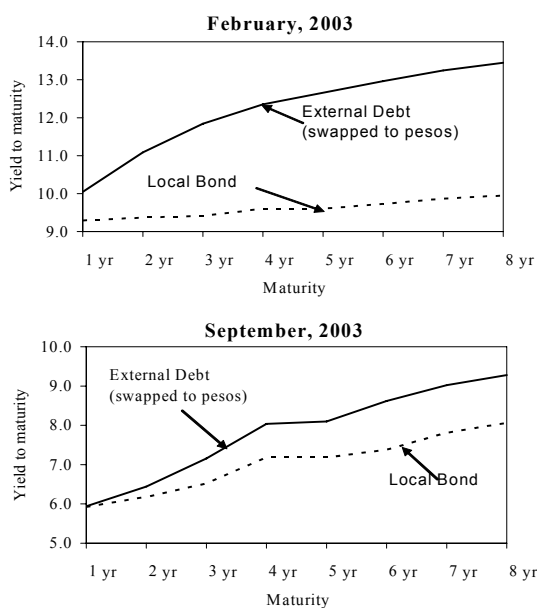 February, 2003
14.0
13.0
12.0
11.0
10.0
9.0
Yield to maturity
External Debt
(swapped to pesos)
Local Bond
1 yr 2 yr 3 yr 4 yr 5 yr 6 yr 7 yr 8 yr
Maturity
September, 2003
10.0
9.0
8.0
7.0
6.0
5.0
Yield to maturity
External Debt
(swapped to pesos)
Local Bond
1 yr 2 yr 3 yr 4 yr 5 yr 6 yr 7 yr 8 yr
Maturity